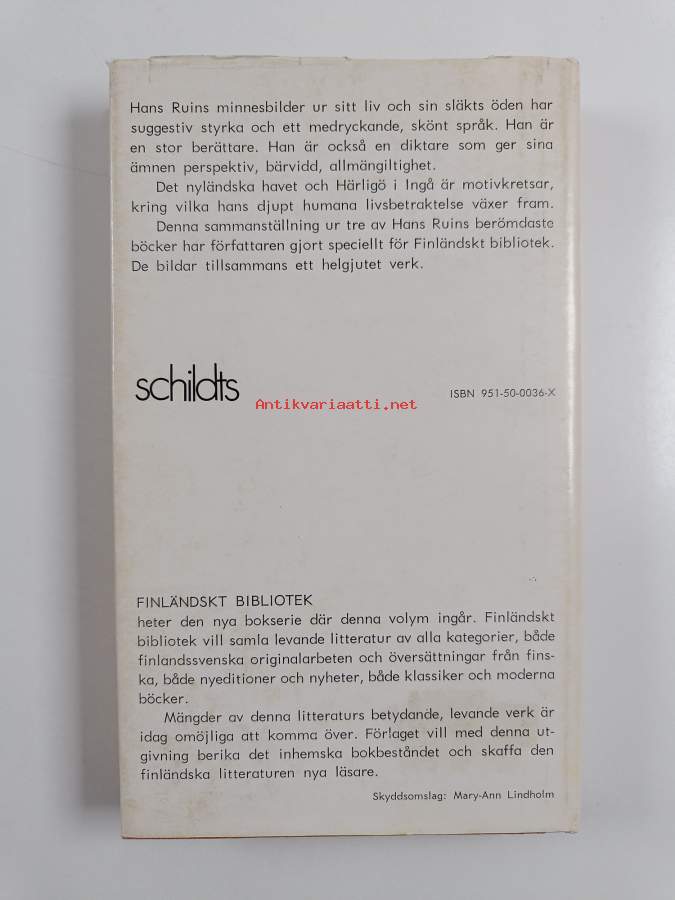 Hans Ruins minnesbilder ur sitt liv och sin släkts öden har
suggestiv styrka och ett medryckande, skönt språk. Han är
en stor berättare. Han är också en diktare som ger sina
ämnen perspektiv, bärvidd, allmängiltighet.
Det nyländska havet och Härligö i Ingå är motivkretsar,
kring vilka hans djupt humana livsbetraktelse växer fram.
Denna sammanställning ur tre av Hans Ruins berömdaste
böcker har författaren gjort speciellt för Finländskt bibliotek.
De bildar tillsammans ett helgjutet verk.
schildts
Antikvariaatti.net
ISBN 951-50-0036-X
FINLÄNDSKT BIBLIOTEK
heter den nya bokserie där denna volym ingår. Finländskt
bibliotek vill samla levande litteratur av alla kategorier, både
finlandssvenska originalarbeten och översättningar från fins-
ka, både nyeditioner och nyheter, både klassiker och moderna
böcker.
Mängder av denna litteraturs betydande, levande verk är
idag omöjliga att komma över. Förlaget vill med denna ut-
givning berika det inhemska bokbeståndet och skaffa den
finländska litteraturen nya läsare.
Skyddsomslag: Mary-Ann Lindholm